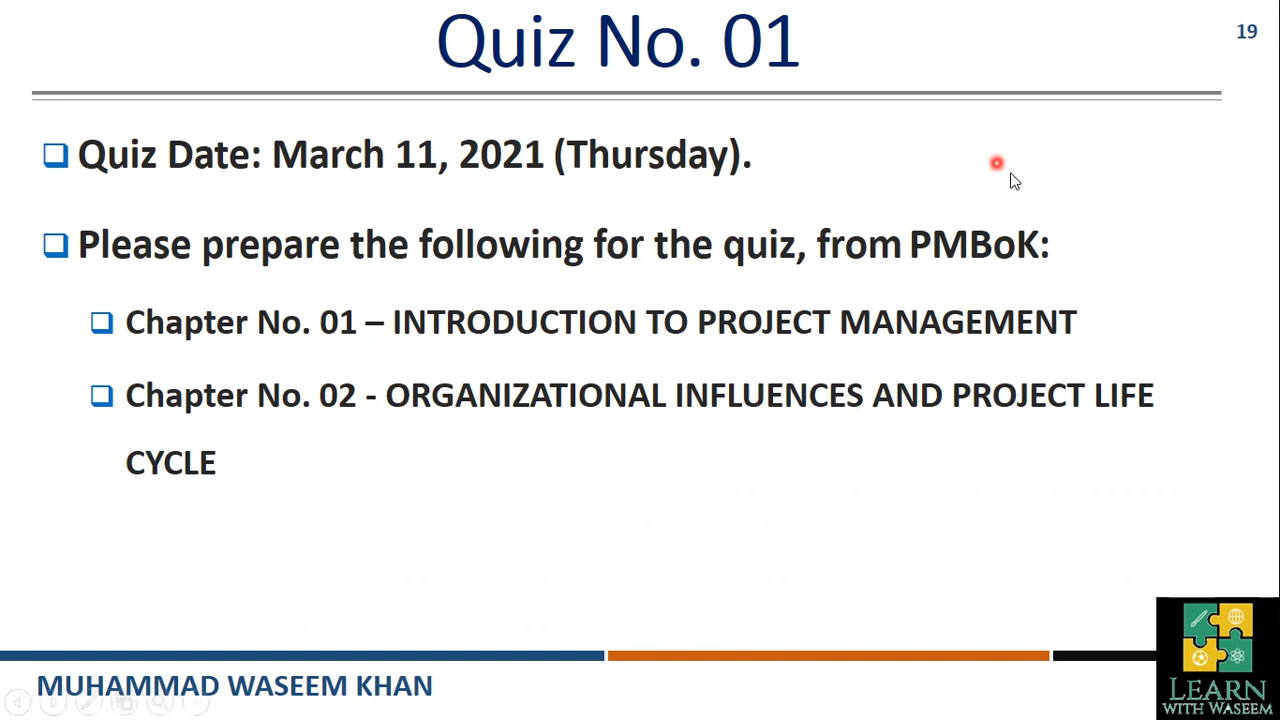 Quiz No. 01
19
Quiz Date: March 11, 2021 (Thursday).
Please prepare the following for the quiz, from PMBoK:
Chapter No. 01 – INTRODUCTION TO PROJECT MANAGEMENT
Chapter No. 02 - ORGANIZATIONAL INFLUENCES AND PROJECT LIFE
CYCLE
MUHAMMAD WASEEM KHAN
LEARN
WITH WASEEM